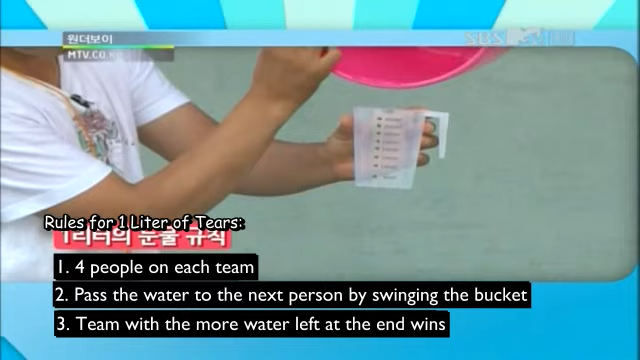 원더보이
MTV.CO.KR
SBS MTV HD
Rules for 1 Liter of Tears:
1리터의 눈물 규칙
1. 4 people on each team
2. Pass the water to the next person by swinging the bucket
3. Team with the more water left at the end wins